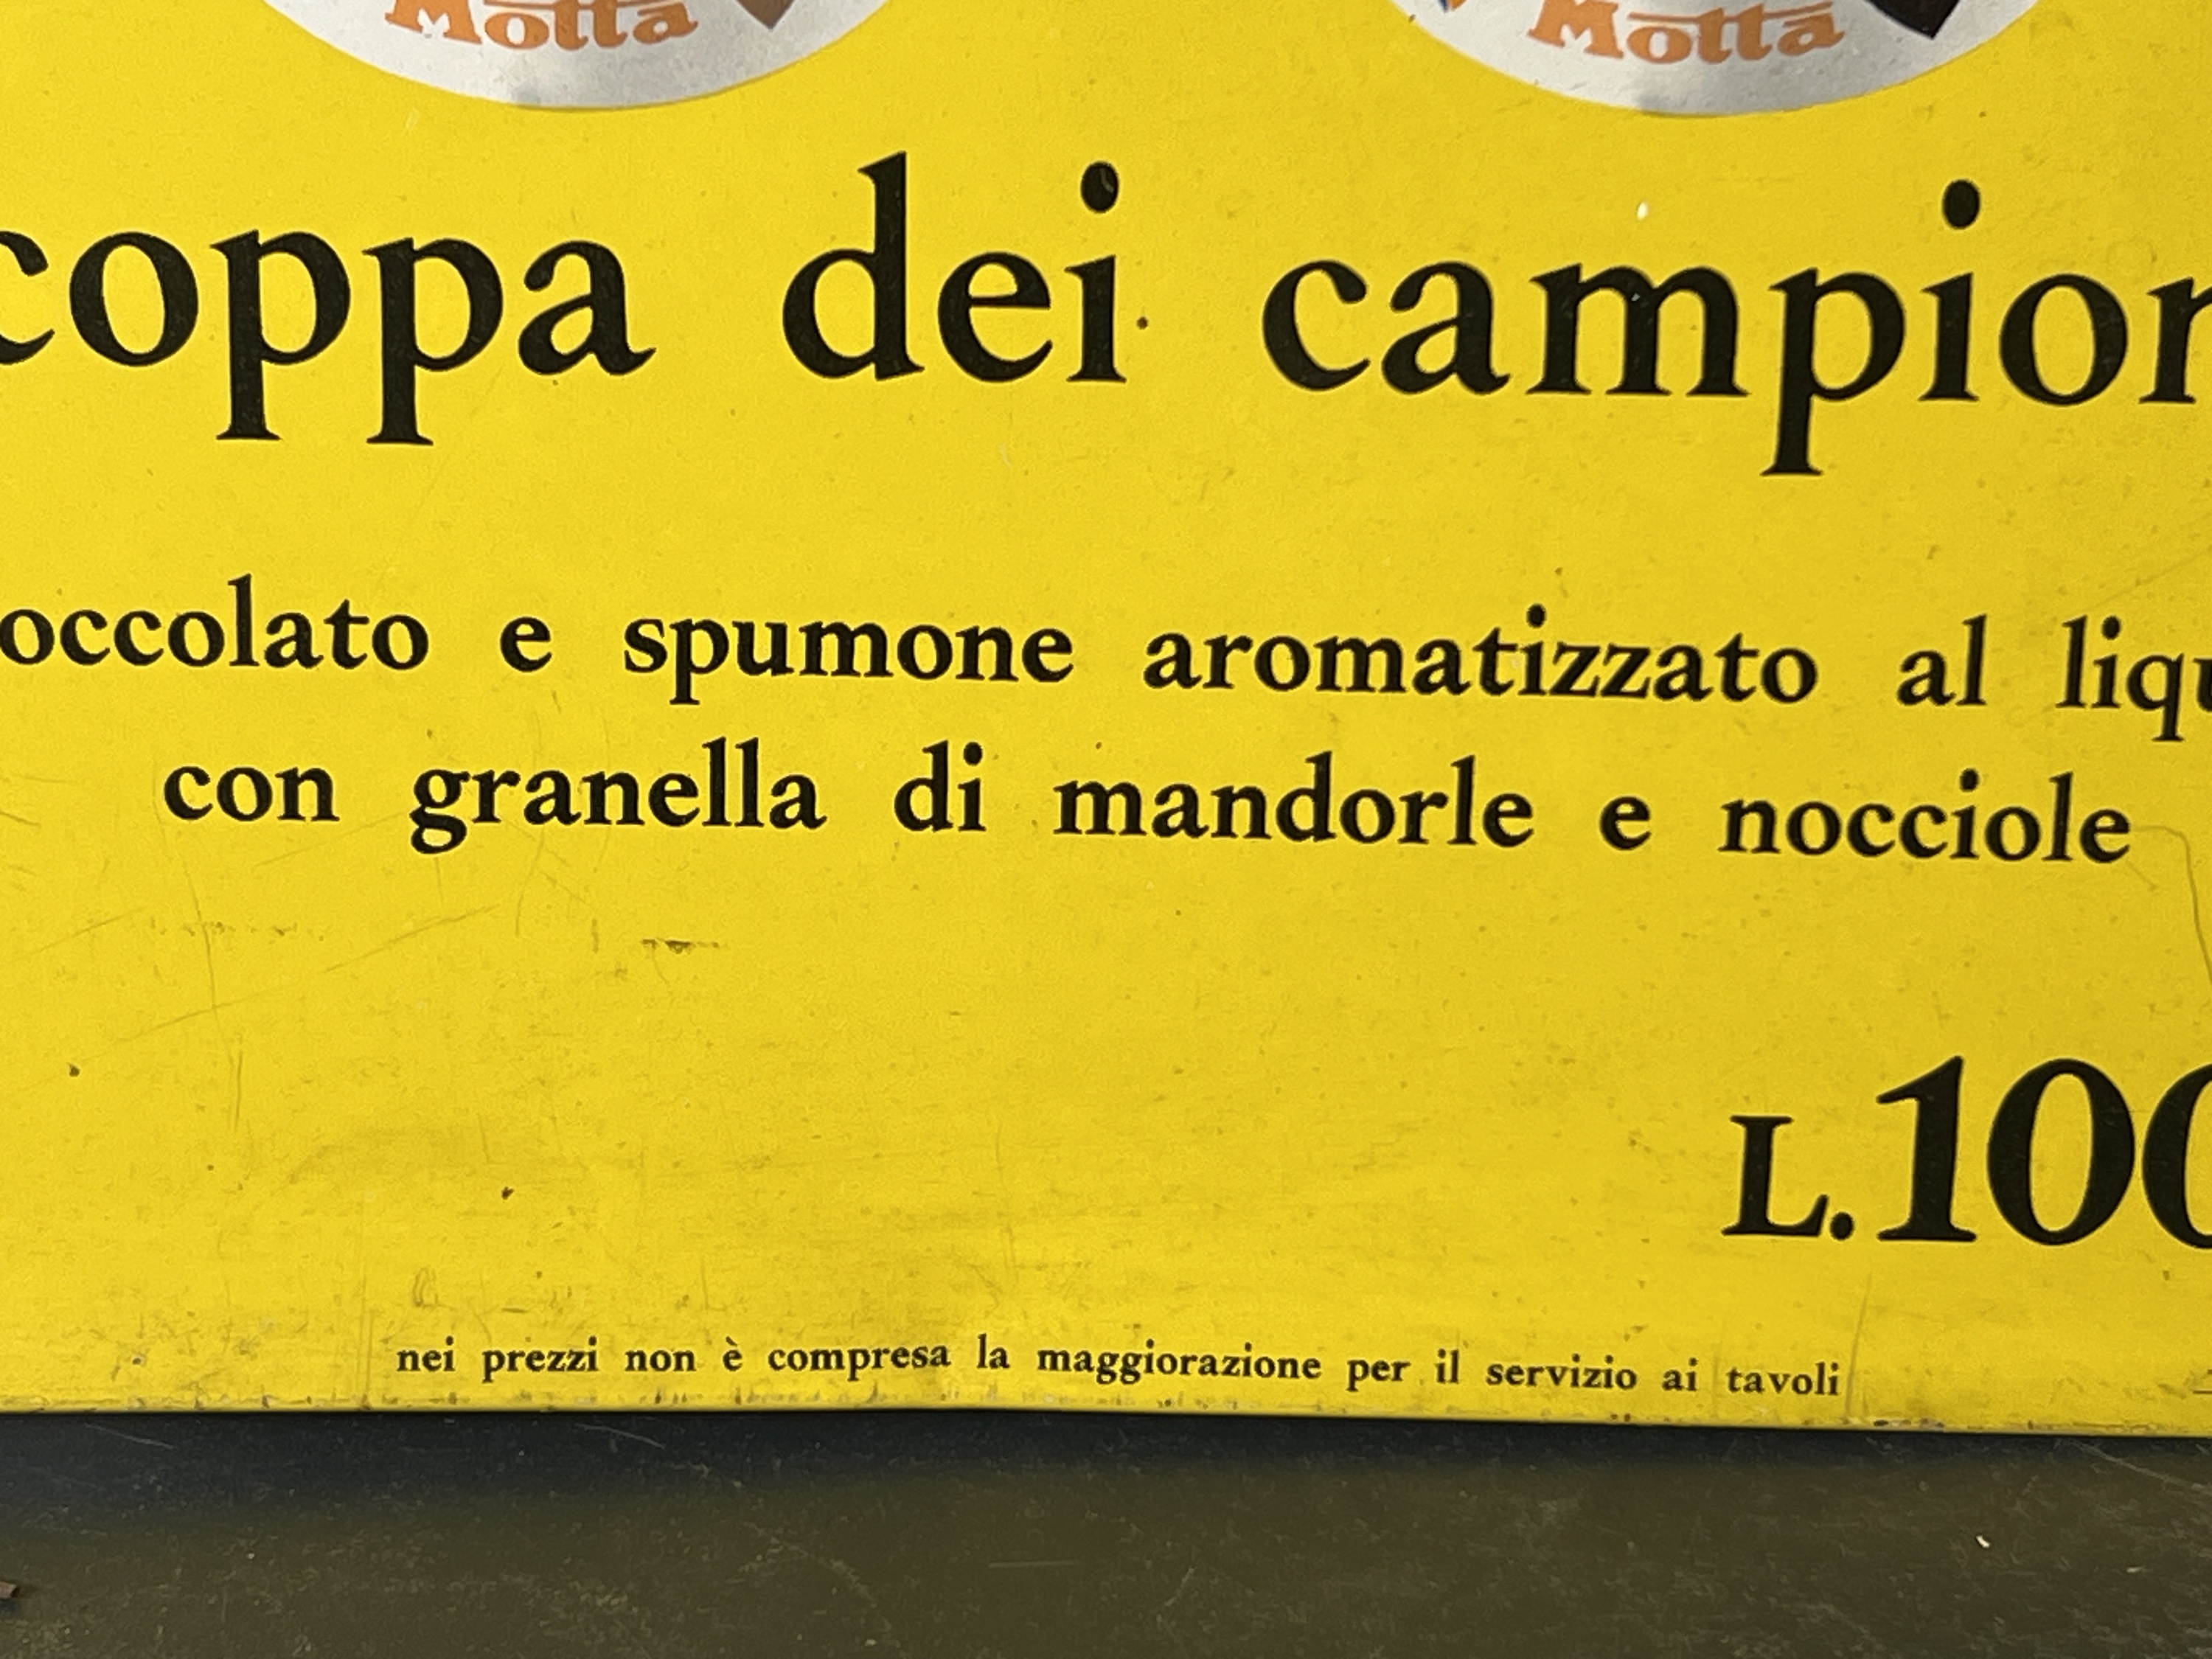 Motta Motta
coppa dei campion
occolato e spumone aromatizzato al liqu
con granella di mandorle e nocciole
L.100
nei prezzi non è compresa la maggiorazione per il servizio ai tavoli